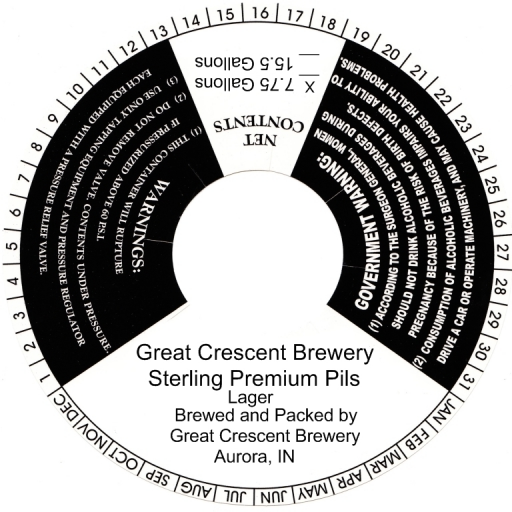 1 2 3 4 5 6 7 8 9 10 11 12 13 14 15 16 17 18 19 20 21 22 23 24 25 26 27 28 29 30 31
JAN FEB MAR APR MAY JUN JUL AUG SEP OCT NOV DEC
WARNINGS:
(1) THIS CONTAINER WILL RUPTURE
IF PRESSURIZED ABOVE 60 P.S.I.
(2) DO NOT REMOVE VALVE. CONTENTS UNDER PRESSURE.
(3) USE ONLY TAPPING EQUIPMENT AND PRESSURE REGULATOR
EACH EQUIPPED WITH A PRESSURE RELIEF VALVE.
NET
CONTENTS
X 7.75 Gallons
__ 15.5 Gallons
GOVERNMENT WARNING:
(1) ACCORDING TO THE SURGEON GENERAL, WOMEN
SHOULD NOT DRINK ALCOHOLIC BEVERAGES DURING
PREGNANCY BECAUSE OF THE RISK OF BIRTH DEFECTS.
(2) CONSUMPTION OF ALCOHOLIC BEVERAGES IMPAIRS YOUR ABILITY TO
DRIVE A CAR OR OPERATE MACHINERY, AND MAY CAUSE HEALTH PROBLEMS.
Great Crescent Brewery
Sterling Premium Pils
Lager
Brewed and Packed by
Great Crescent Brewery
Aurora, IN